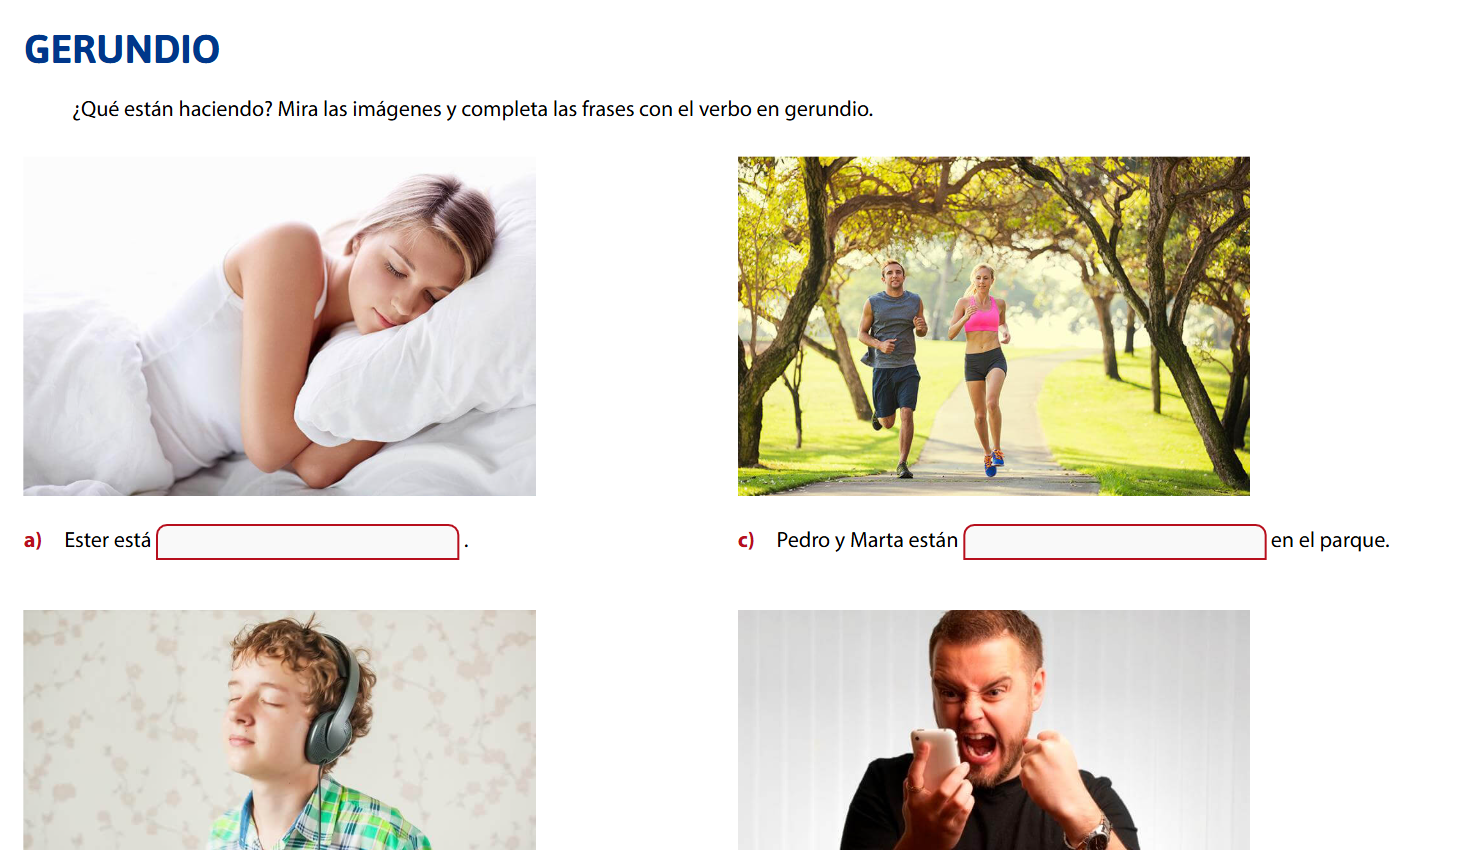 GERUNDIO
¿Qué están haciendo? Mira las imágenes y completa las frases con el verbo en gerundio.
a) Ester está .
c) Pedro y Marta están en el parque.